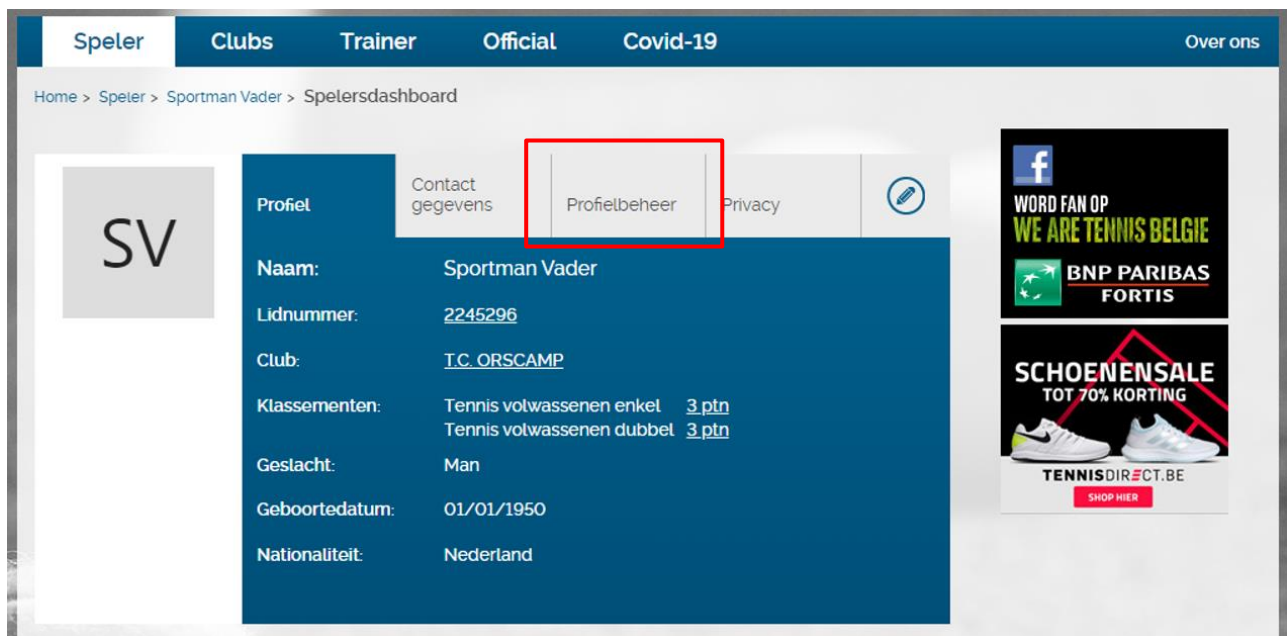 Speler Clubs Trainer Official Covid-19 Over ons
Home > Speler > Sportman Vader > Spelersdashboard
SV
Profiel
Contact
gegevens
Profielbeheer
Privacy
Naam: Sportman Vader
Lidnummer: 2245296
Club: T.C. ORSCAMP
Klassementen: Tennis volwassenen enkel 3 ptn
Tennis volwassenen dubbel 3 ptn
Geslacht: Man
Geboortedatum: 01/01/1950
Nationaliteit: Nederland
f
WORD FAN OP
WE ARE TENNIS BELGIE
BNP PARIBAS
FORTIS
SCHOENENSALE
TOT 70% KORTING
TENNISDIRECT.BE
SHOP HIER